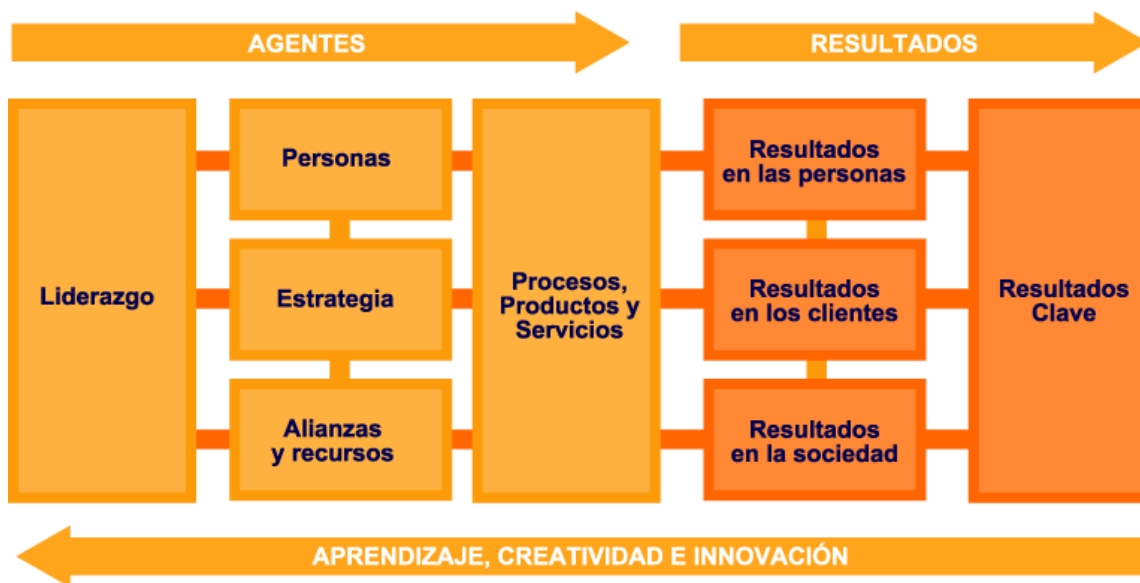 AGENTES
RESULTADOS
Liderazgo
Personas
Estrategia
Alianzas
y recursos
Procesos,
Productos y
Servicios
Resultados
en las personas
Resultados
en los clientes
Resultados
en la sociedad
Resultados
Clave
APRENDIZAJE, CREATIVIDAD E INNOVACIÓN